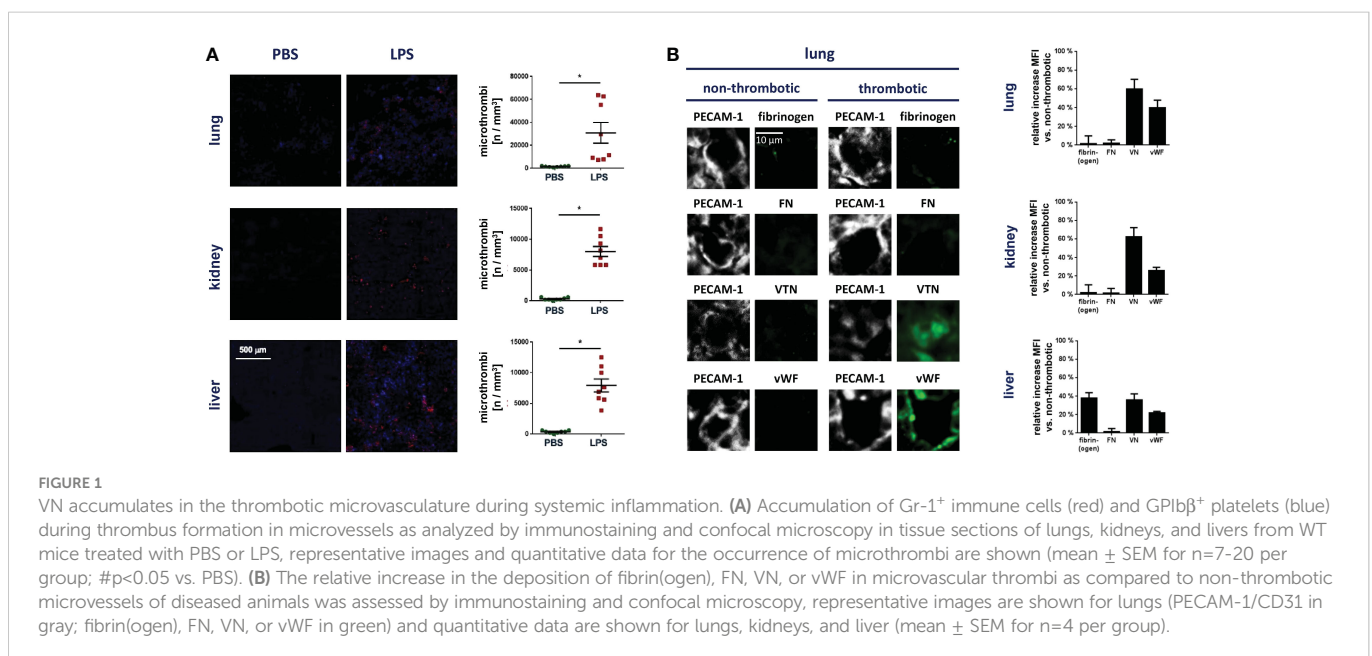 A
PBS
LPS
lung
kidney
liver
500 µm
microthrombi
[n / mm³]
80000
60000
40000
20000
0
*
PBS
LPS
microthrombi
[n / mm³]
15000
10000
5000
0
*
PBS
LPS
microthrombi
[n / mm³]
15000
10000
5000
0
*
PBS
LPS
B
lung
non-thrombotic
thrombotic
PECAM-1
fibrinogen
PECAM-1
fibrinogen
10 µm
PECAM-1
FN
PECAM-1
FN
PECAM-1
VTN
PECAM-1
VTN
PECAM-1
vWF
PECAM-1
vWF
lung
relative increase MFI
vs. non-thrombotic
100 %
80 %
60 %
40 %
20 %
0 %
fibrin-
(ogen)
FN
VN
vWF
kidney
relative increase MFI
vs. non-thrombotic
100 %
80 %
60 %
40 %
20 %
0 %
fibrin-
(ogen)
FN
VN
vWF
liver
relative increase MFI
vs. non-thrombotic
100 %
80 %
60 %
40 %
20 %
0 %
fibrin-
(ogen)
FN
VN
vWF
FIGURE 1
VN accumulates in the thrombotic microvasculature during systemic inflammation. (A) Accumulation of Gr-1⁺ immune cells (red) and GPIbβ⁺ platelets (blue)
during thrombus formation in microvessels as analyzed by immunostaining and confocal microscopy in tissue sections of lungs, kidneys, and livers from WT
mice treated with PBS or LPS, representative images and quantitative data for the occurrence of microthrombi are shown (mean ± SEM for n=7-20 per
group; #p<0.05 vs. PBS). (B) The relative increase in the deposition of fibrin(ogen), FN, VN, or vWF in microvascular thrombi as compared to non-thrombotic
microvessels of diseased animals was assessed by immunostaining and confocal microscopy, representative images are shown for lungs (PECAM-1/CD31 in
gray; fibrin(ogen), FN, VN, or vWF in green) and quantitative data are shown for lungs, kidneys, and liver (mean ± SEM for n=4 per group).